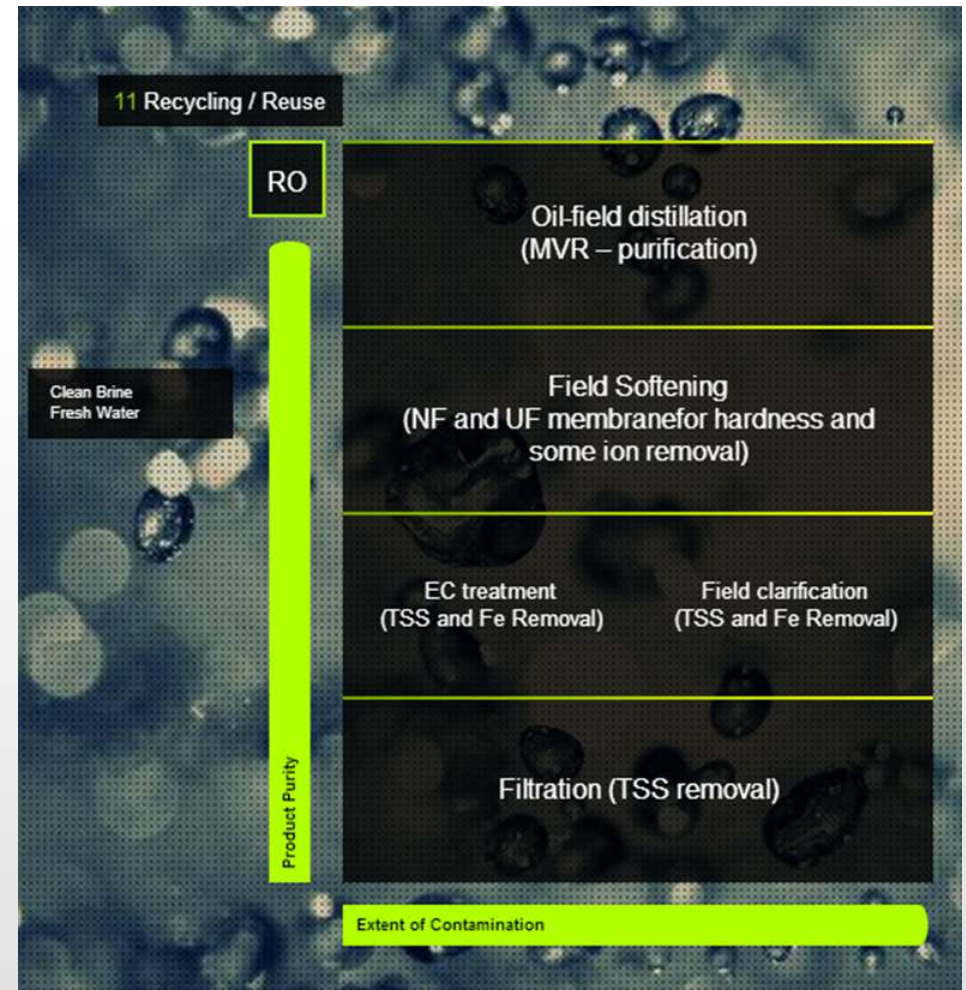 11 Recycling / Reuse
RO
Oil-field distillation
(MVR – purification)
Clean Brine
Fresh Water
Field Softening
(NF and UF membranefor hardness and
some ion removal)
EC treatment
(TSS and Fe Removal)
Field clarification
(TSS and Fe Removal)
Filtration (TSS removal)
Product Purity
Extent of Contamination